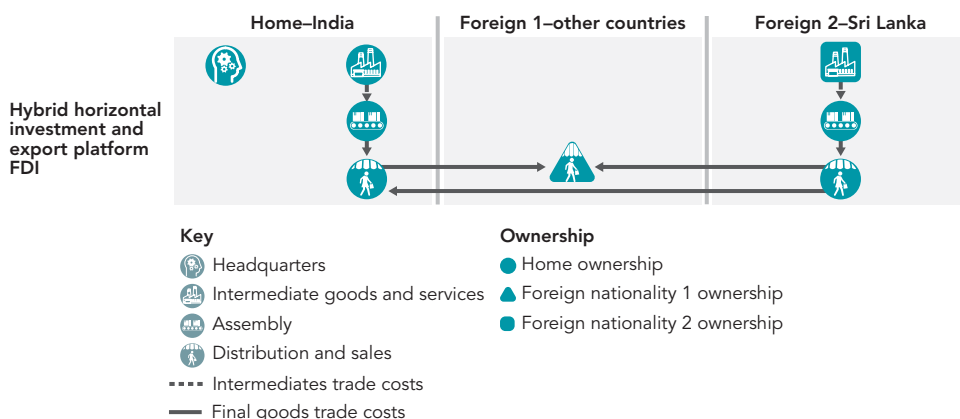 Home–India
Foreign 1–other countries
Foreign 2–Sri Lanka
Hybrid horizontal
investment and
export platform
FDI
Key
Headquarters
Intermediate goods and services
Assembly
Distribution and sales
Intermediates trade costs
Final goods trade costs
Ownership
Home ownership
Foreign nationality 1 ownership
Foreign nationality 2 ownership